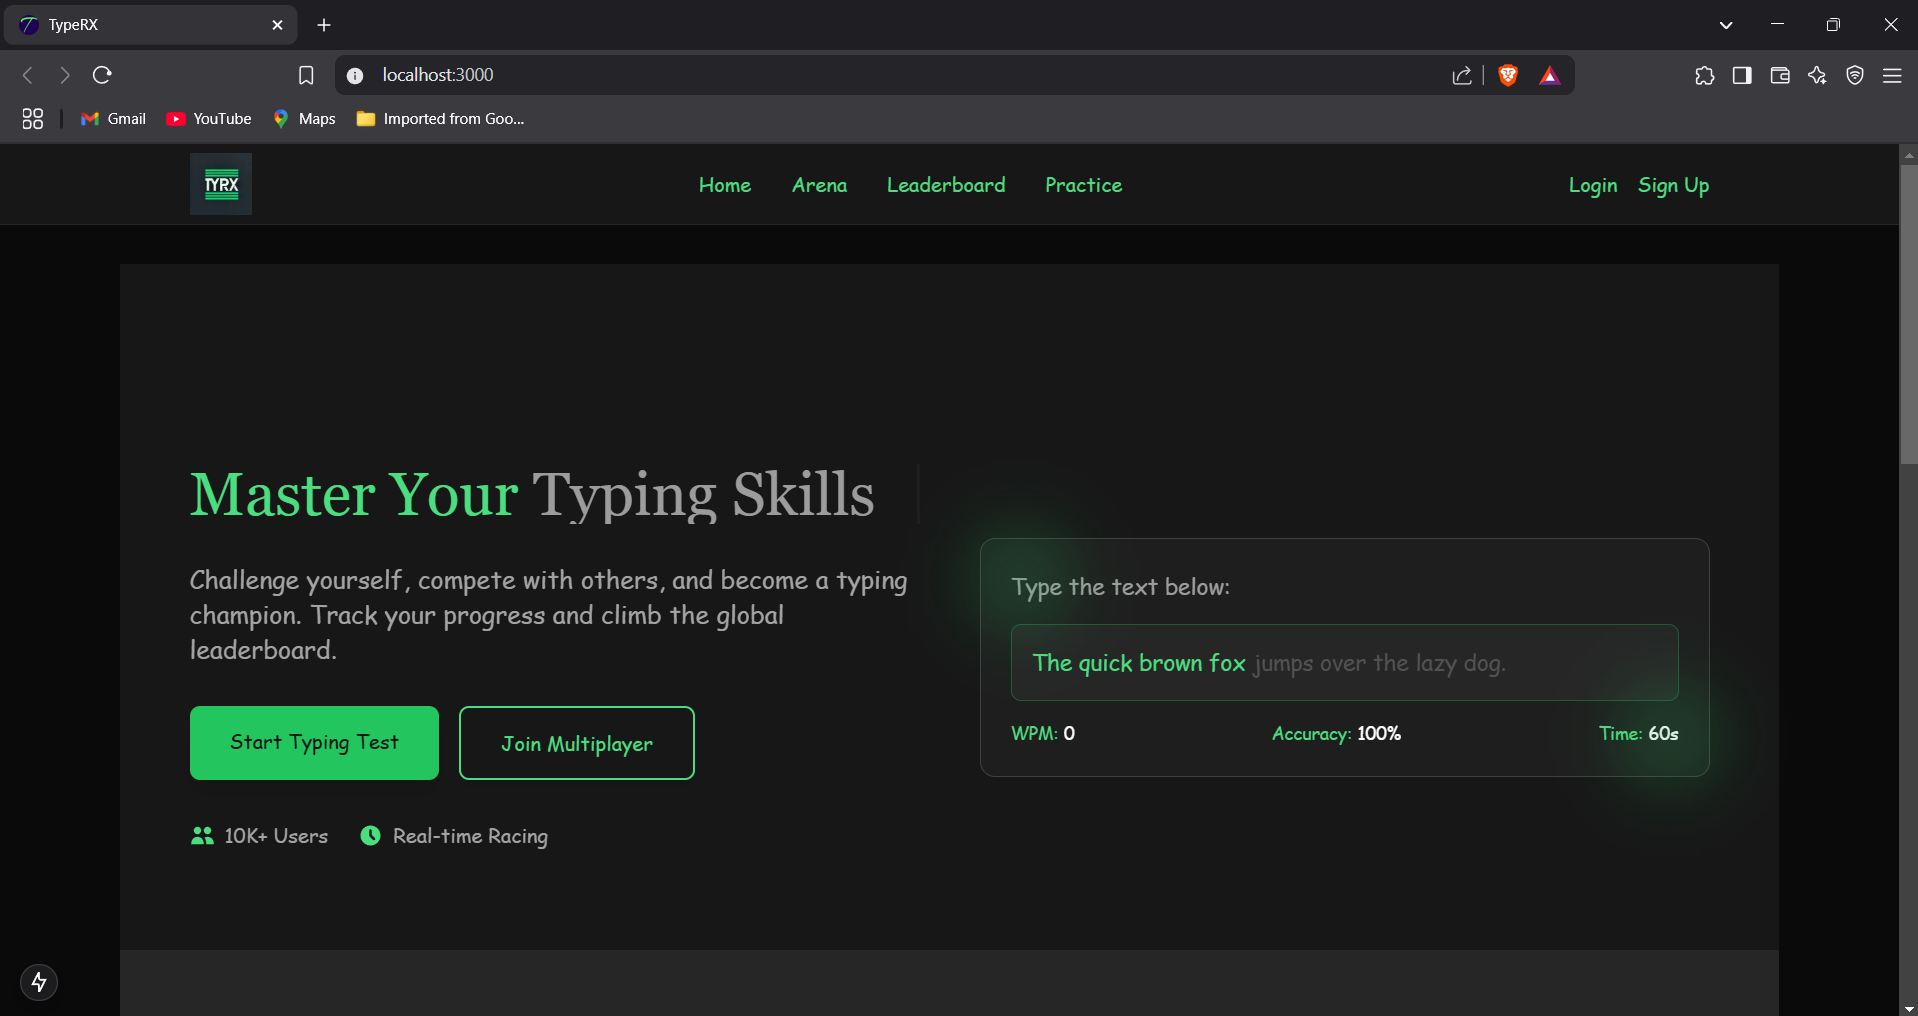 TypeRX
localhost:3000
Gmail YouTube Maps Imported from Goo...
TYRX
Home Arena Leaderboard Practice
Login Sign Up
Master Your Typing Skills
Challenge yourself, compete with others, and become a typing
champion. Track your progress and climb the global
leaderboard.
Start Typing Test
Join Multiplayer
10K+ Users
Real-time Racing
Type the text below:
The quick brown fox jumps over the lazy dog.
WPM: 0 Accuracy: 100% Time: 60s